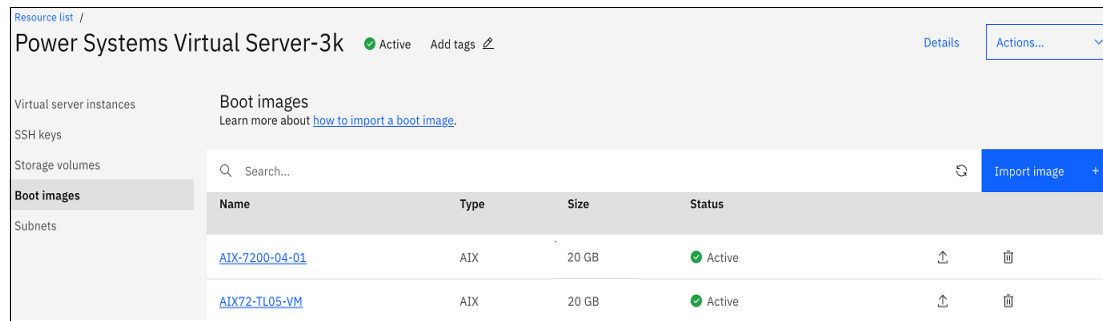 Resource list /
Power Systems Virtual Server-3k Active Add tags Details Actions...
Virtual server instances
SSH keys
Storage volumes
Boot images
Subnets
Boot images
Learn more about how to import a boot image.
Search... Import image +
Name Type Size Status
AIX-7200-04-01 AIX 20 GB Active
AIX72-TL05-VM AIX 20 GB Active